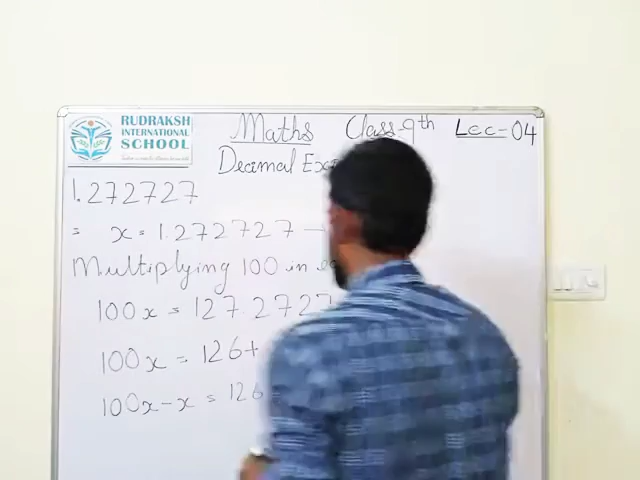 RUDRAKSH
INTERNATIONAL
SCHOOL
Maths Class-9th Lec-04
Decimal
1.272727
= x = 1.272727 —
Multiplying 100 in
100x = 127.2727
100x = 126+
100x-x = 126